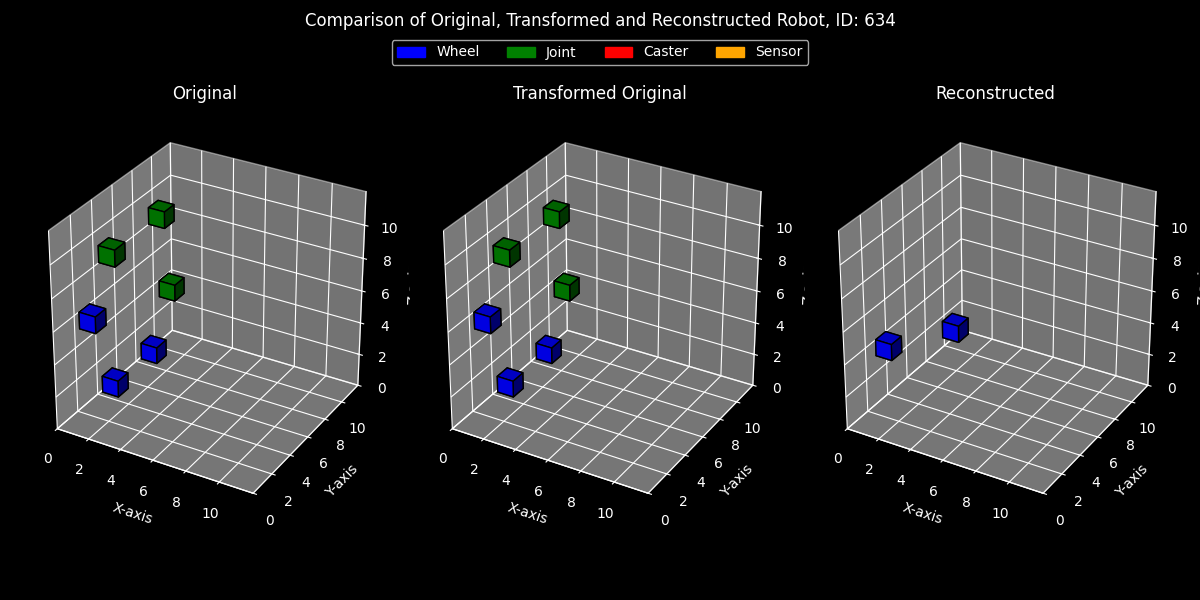 Comparison of Original, Transformed and Reconstructed Robot, ID: 634
Wheel Joint Caster Sensor
Original Transformed Original Reconstructed
10 10 10
8 8 8
6 6 6
4 4 4
2 2 2
0 0 0
0 2 4 6 8 10 0 2 4 6 8 10 0 2 4 6 8 10
0 2 4 6 8 10 0 2 4 6 8 10 0 2 4 6 8 10
X-axis Y-axis X-axis Y-axis X-axis Y-axis